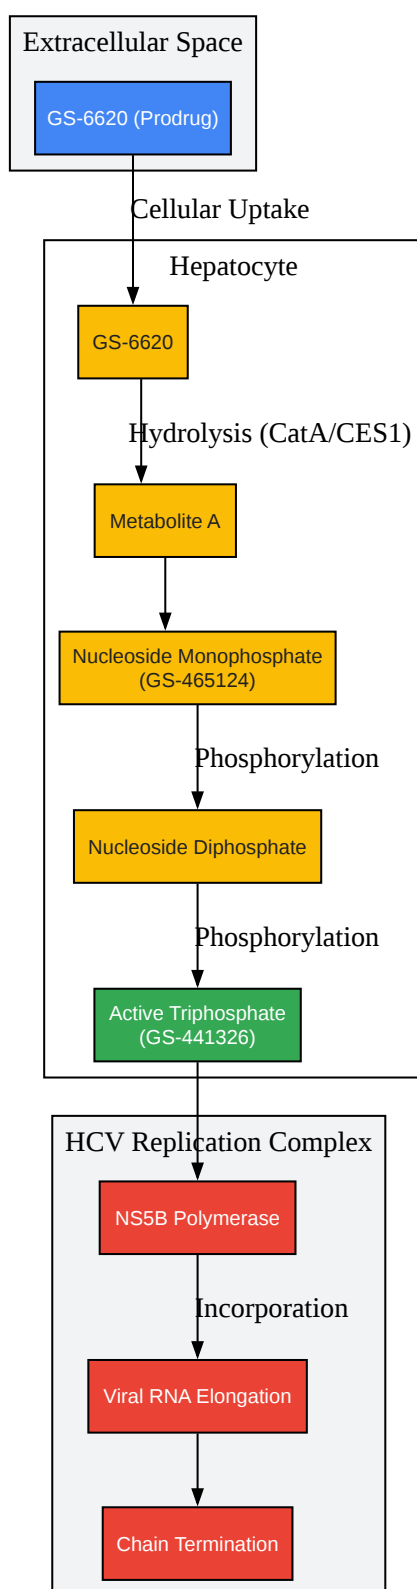 Extracellular Space
GS-6620 (Prodrug)
Cellular Uptake
Hepatocyte
GS-6620
Hydrolysis (CatA/CES1)
Metabolite A
Nucleoside Monophosphate
(GS-465124)
Phosphorylation
Nucleoside Diphosphate
Phosphorylation
Active Triphosphate
(GS-441326)
HCV Replication Complex
NS5B Polymerase
Incorporation
Viral RNA Elongation
Chain Termination